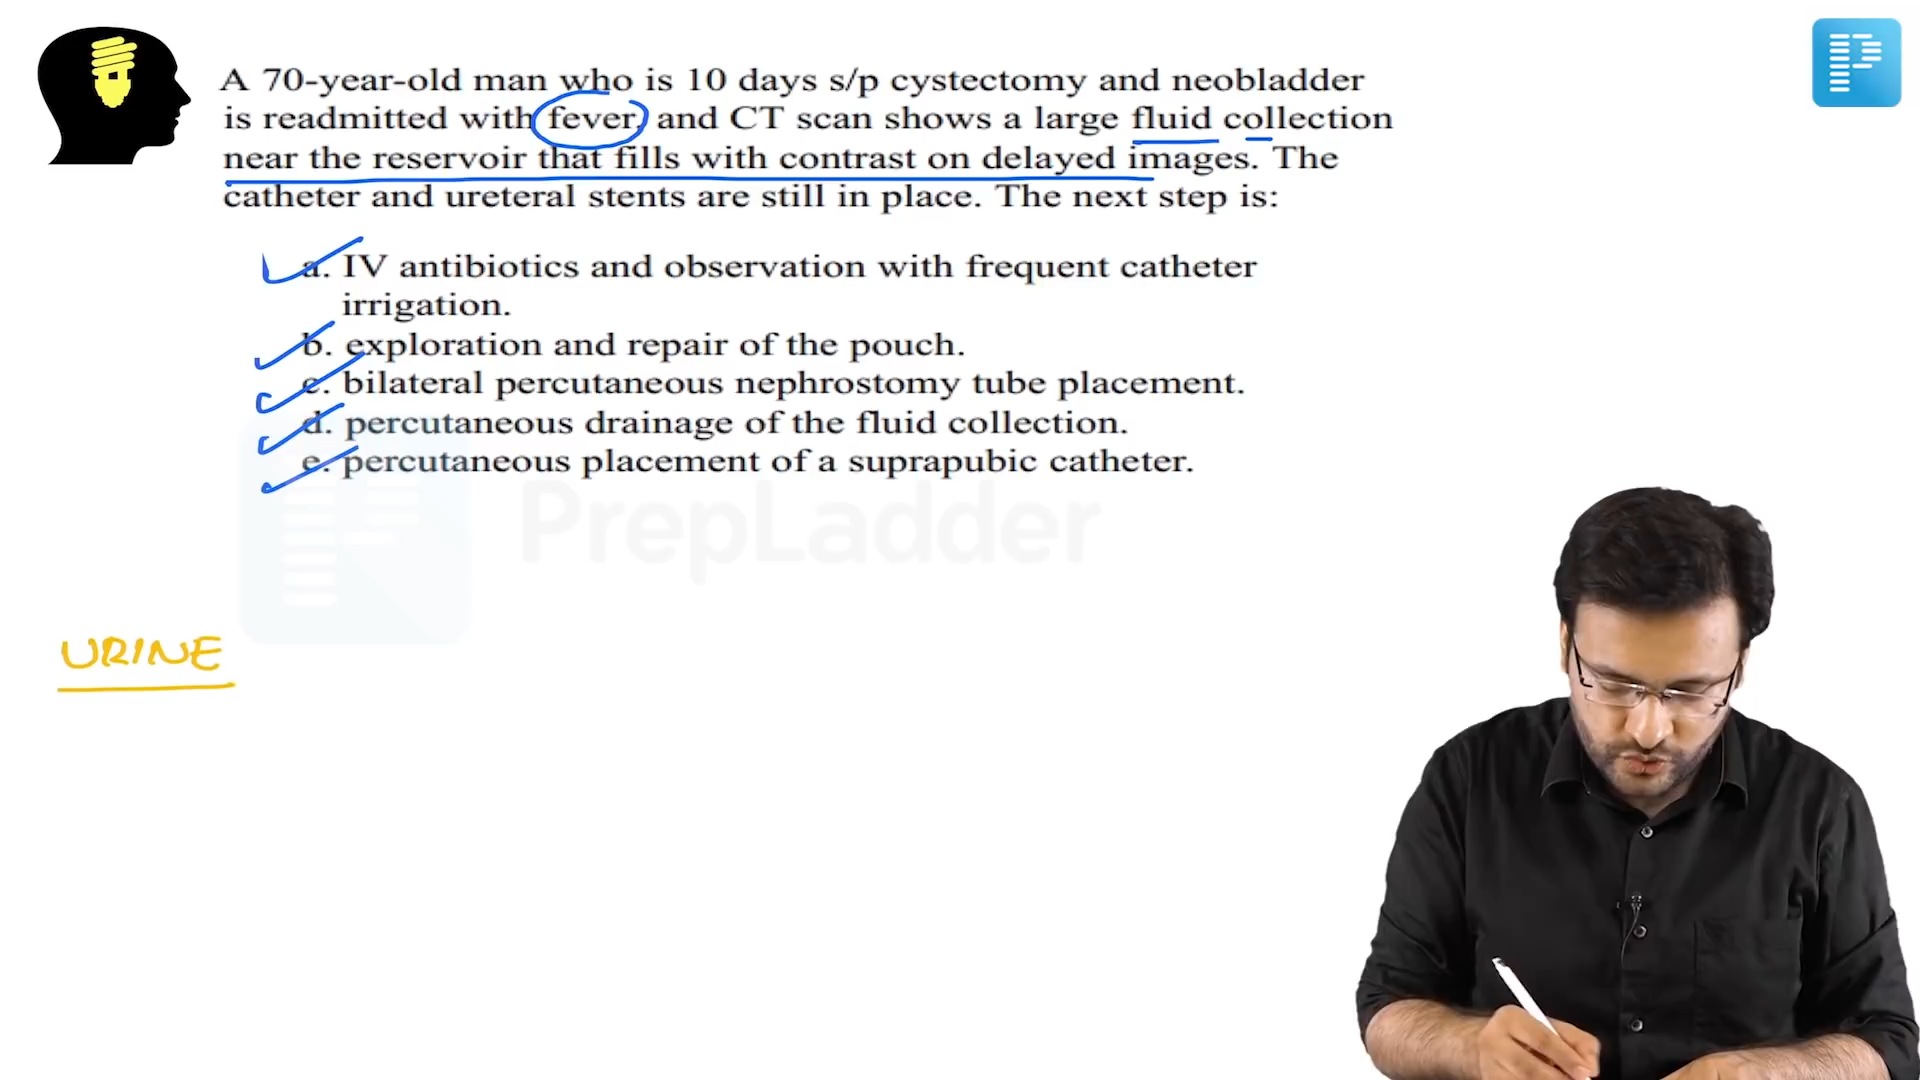 A 70-year-old man who is 10 days s/p cystectomy and neobladder
is readmitted with fever, and CT scan shows a large fluid collection
near the reservoir that fills with contrast on delayed images. The
catheter and ureteral stents are still in place. The next step is:
a. IV antibiotics and observation with frequent catheter
irrigation.
b. exploration and repair of the pouch.
c. bilateral percutaneous nephrostomy tube placement.
d. percutaneous drainage of the fluid collection.
e. percutaneous placement of a suprapubic catheter.
PrepLadder
URINE